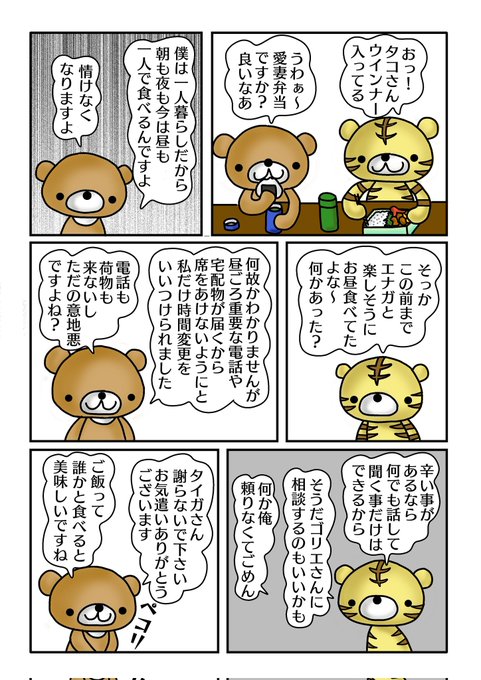 おっ！
タコさん
ウインナー
入ってる
うわぁ～
愛妻弁当
ですか？
良いなあ
僕は一人暮らしだから
朝も夜も今は昼も
一人で食べるんですよ
情けなく
なりますよ
そっか
この前まで
エナガと
楽しそうに
お昼食べてた
よな～
何かあった？
何故かわかりませんが
昼ごろ重要な電話や
宅配物が届くから
席をあけないようにと
私だけ時間変更を
いいつけられました
電話も
荷物も
来ないし
ただの意地悪
ですよね？
辛い事が
あるなら
何でも話して
聞く事だけは
できるから
そうだゴリエさんに
相談するのもいいかも
何か俺
頼りなくてごめん
タイガさん
謝らないで下さい
お気遣いありがとう
ございます
ペコリ!!
ご飯って
誰かと食べると
美味しいですね